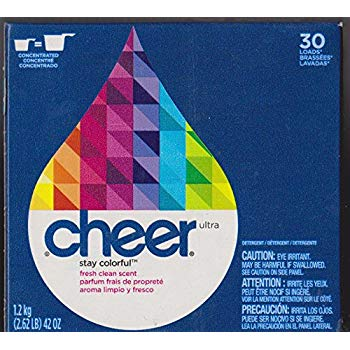 CONCENTRATED
CONCENTRÉ
CONCENTRADO
30
LOADS*
BRASSÉES*
LAVADAS*
cheer®
ultra
stay colorful™
fresh clean scent
parfum frais de propreté
aroma limpio y fresco
1.2 kg
(2.62 LB) 42 OZ
DETERGENT / DÉTERGENT / DETERGENTE
CAUTION: EYE IRRITANT.
MAY BE HARMFUL IF SWALLOWED.
SEE CAUTION ON SIDE PANEL.
ATTENTION : IRRITE LES YEUX.
PEUT ÊTRE NOCIF SI INGÉRÉ.
VOIR LA MENTION ATTENTION SUR LE CÔTÉ.
PRECAUCIÓN: IRRITA LOS OJOS.
PUEDE SER NOCIVO SI SE INGIERE.
LEA LA PRECAUCIÓN EN EL PANEL LATERAL.